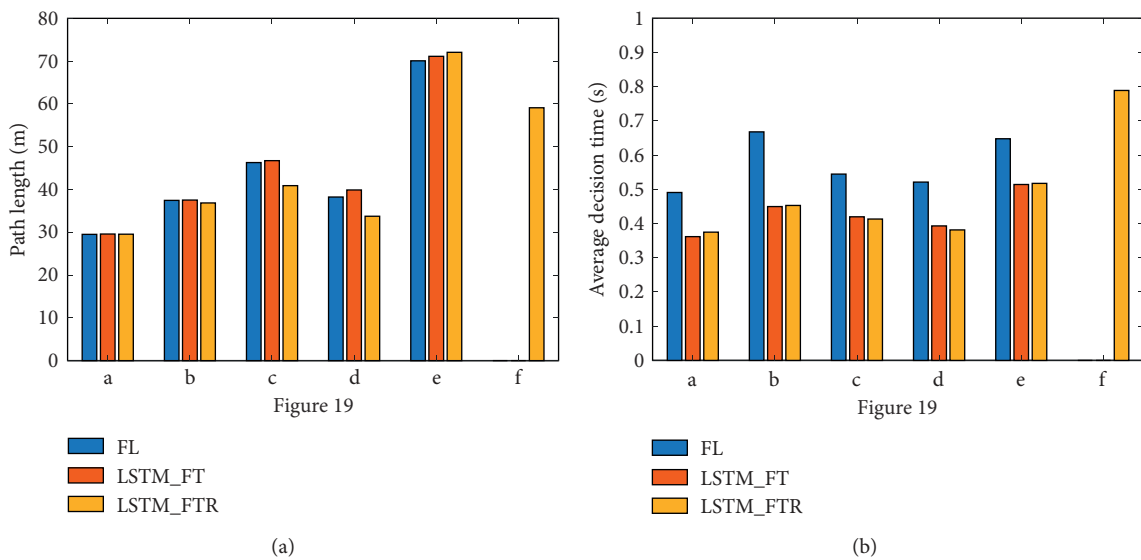 80
70
60
50
40
30
20
10
0
Path length (m)
a b c d e f
Figure 19
FL
LSTM_FT
LSTM_FTR
(a)
1
0.9
0.8
0.7
0.6
0.5
0.4
0.3
0.2
0.1
0
Average decision time (s)
a b c d e f
Figure 19
FL
LSTM_FT
LSTM_FTR
(b)